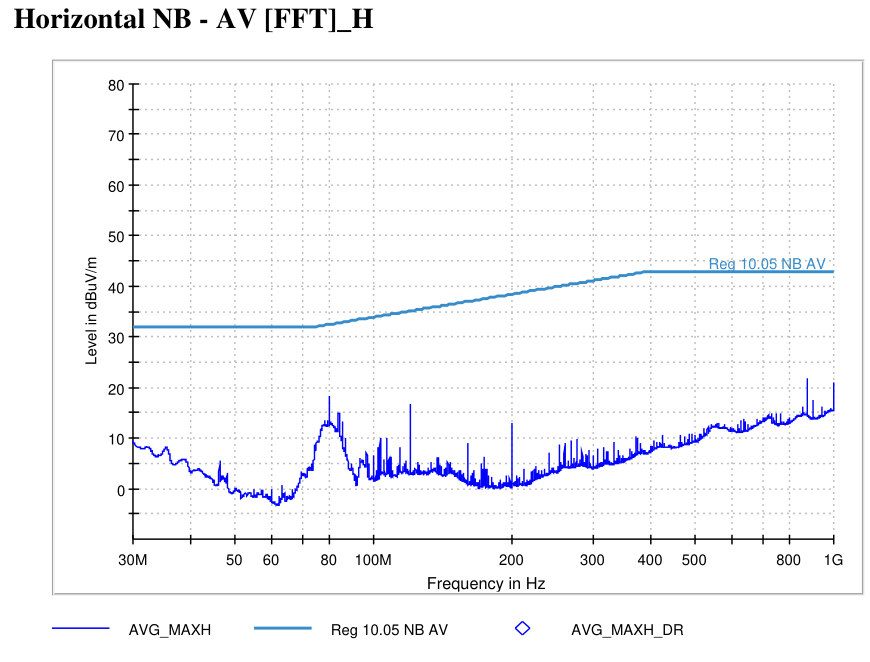 Horizontal NB - AV [FFT]_H
80
70
60
50
40
30
20
10
0
Level in dBuV/m
Reg 10.05 NB AV
30M 50 60 80 100M 200 300 400 500 800 1G
Frequency in Hz
AVG_MAXH Reg 10.05 NB AV AVG_MAXH_DR